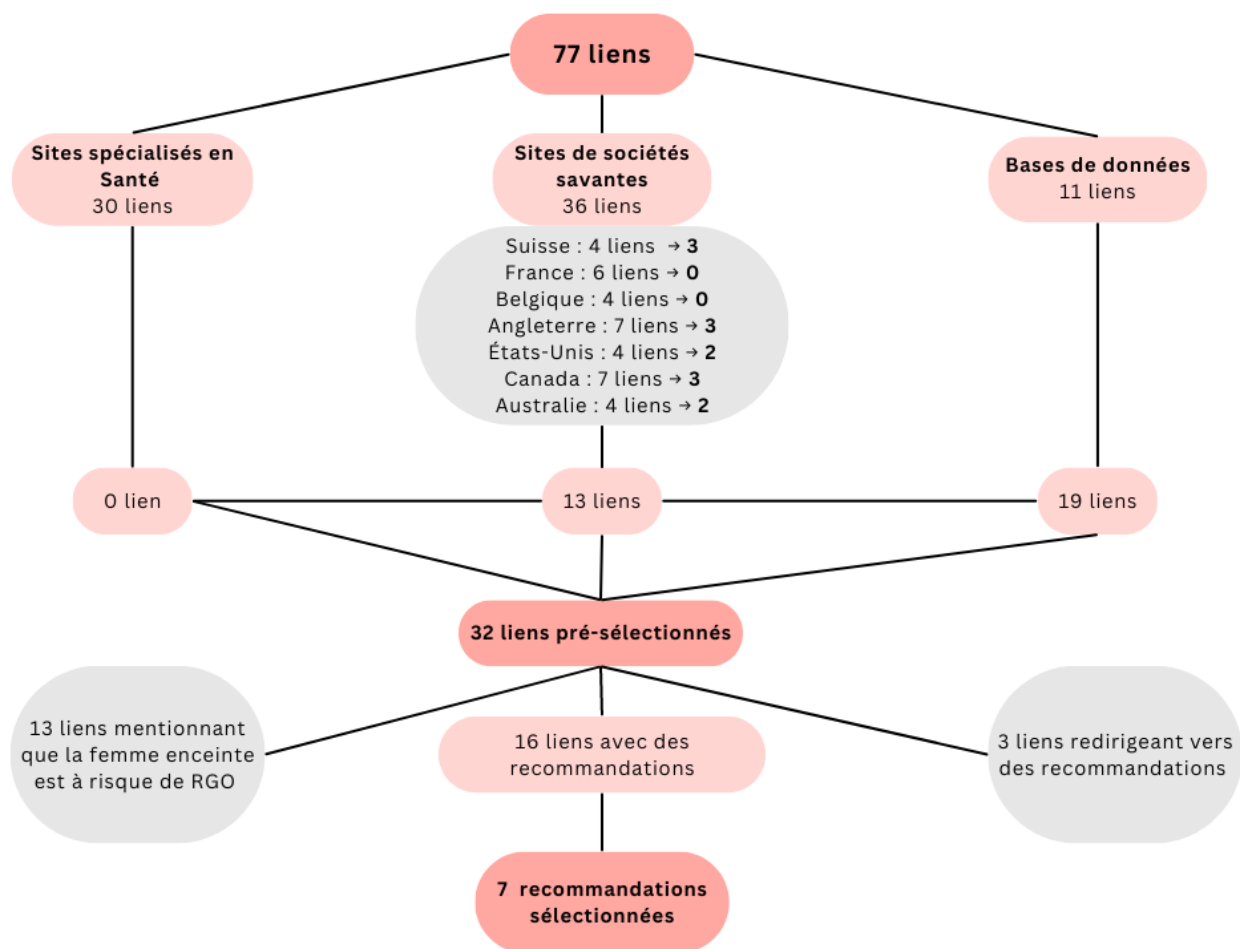 77 liens
Sites spécialisés en
Santé
30 liens
Sites de sociétés
savantes
36 liens
Bases de données
11 liens
Suisse : 4 liens → 3
France : 6 liens → 0
Belgique : 4 liens → 0
Angleterre : 7 liens → 3
États-Unis : 4 liens → 2
Canada : 7 liens → 3
Australie : 4 liens → 2
0 lien
13 liens
19 liens
32 liens pré-sélectionnés
13 liens mentionnant
que la femme enceinte
est à risque de RGO
16 liens avec des
recommandations
3 liens redirigeant vers
des recommandations
7 recommandations
sélectionnées